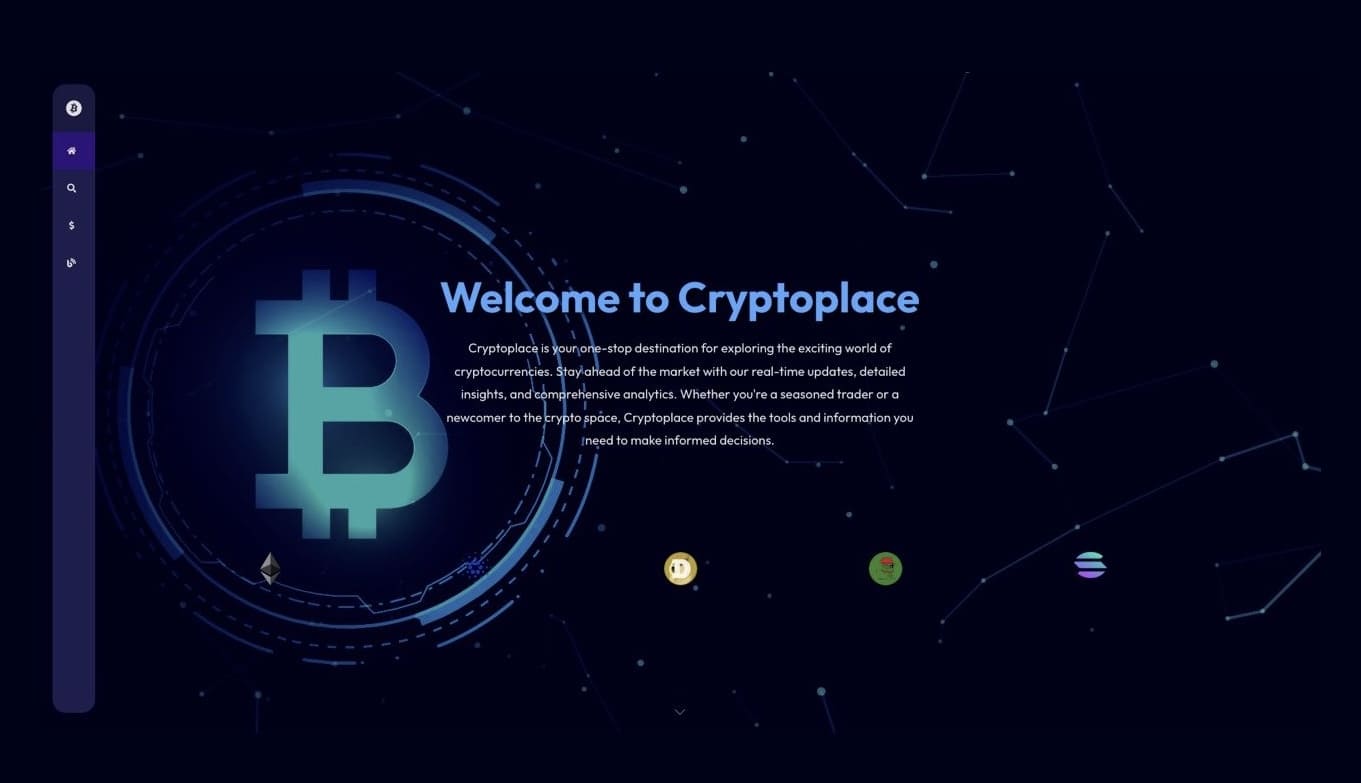 Welcome to Cryptoplace
Cryptoplace is your one-stop destination for exploring the exciting world of
cryptocurrencies. Stay ahead of the market with our real-time updates, detailed
insights, and comprehensive analytics. Whether you're a seasoned trader or a
newcomer to the crypto space, Cryptoplace provides the tools and information you
need to make informed decisions.